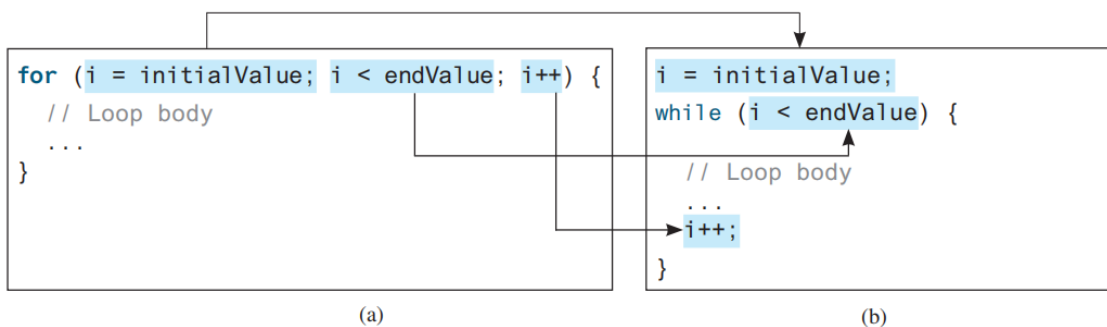 for (i = initialValue; i < endValue; i++) {
// Loop body
...
}
(a)
i = initialValue;
while (i < endValue) {
// Loop body
...
i++;
}
(b)